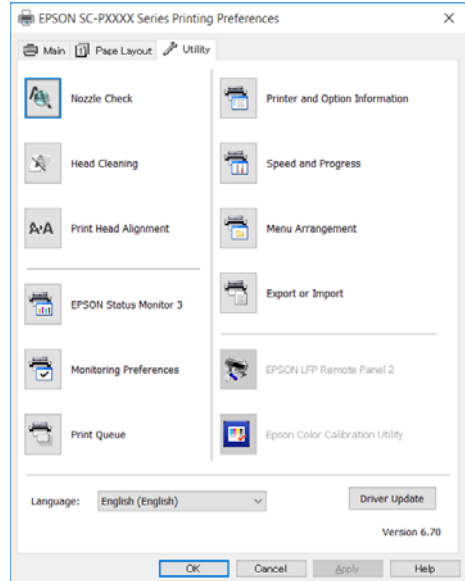 EPSON SC-PXXXX Series Printing Preferences
Main
Page Layout
Utility
Nozzle Check
Head Cleaning
Print Head Alignment
EPSON Status Monitor 3
Monitoring Preferences
Print Queue
Printer and Option Information
Speed and Progress
Menu Arrangement
Export or Import
EPSON LFP Remote Panel 2
Epson Color Calibration Utility
Language:
English (English)
Driver Update
Version 6.70
OK
Cancel
Apply
Help